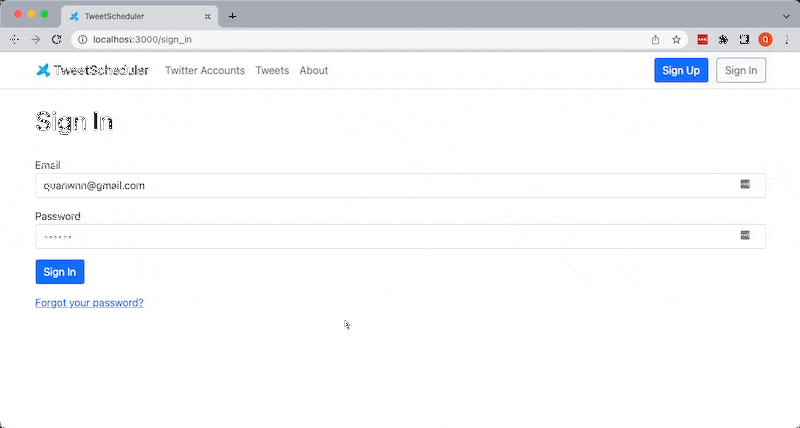 TweetScheduler
localhost:3000/sign_in
Q
TweetScheduler Twitter Accounts Tweets About Sign Up Sign In
Sign In
Email
quanwnn@gmail.com
Password
Sign In
Forgot your password?